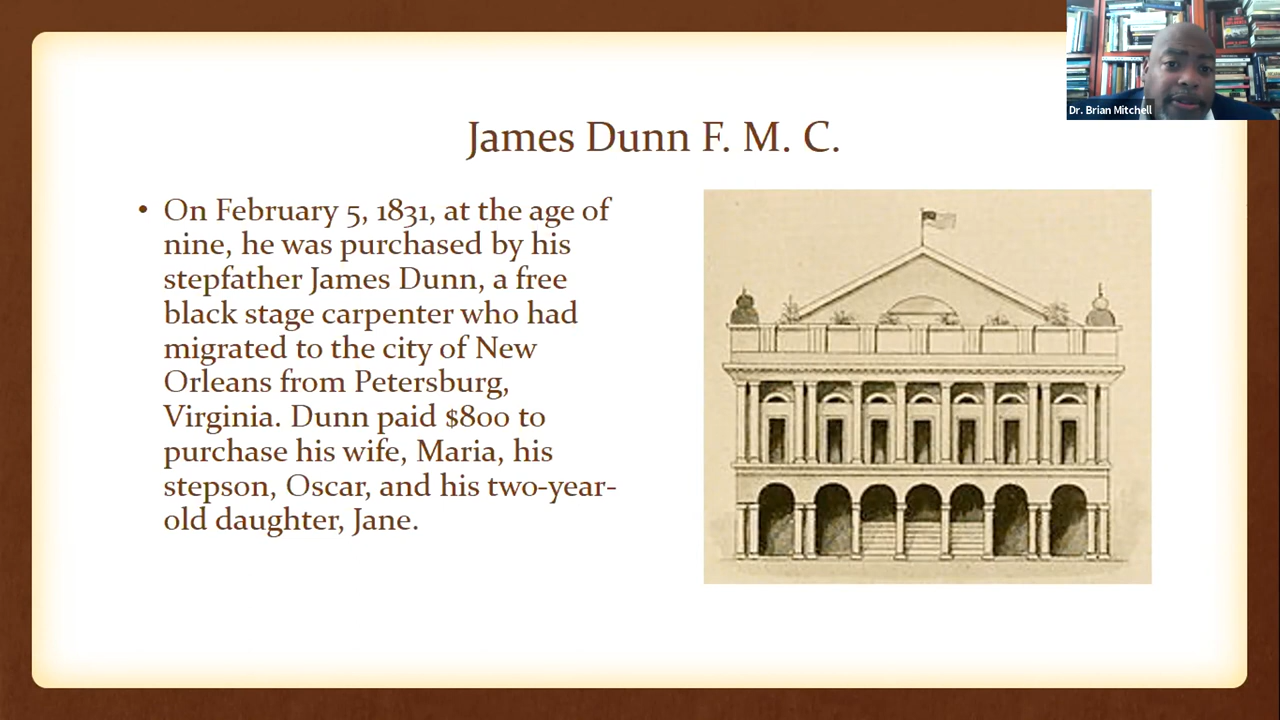 Dr. Brian Mitchell
James Dunn F. M. C.
• On February 5, 1831, at the age of
nine, he was purchased by his
stepfather James Dunn, a free
black stage carpenter who had
migrated to the city of New
Orleans from Petersburg,
Virginia. Dunn paid $800 to
purchase his wife, Maria, his
stepson, Oscar, and his two-year-
old daughter, Jane.